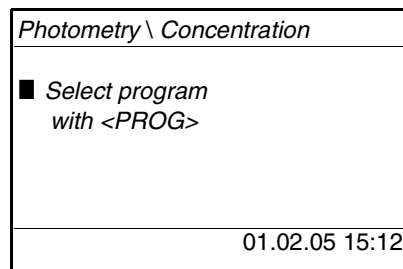 Photometry \ Concentration
Select program
with <PROG>
01.02.05 15:12